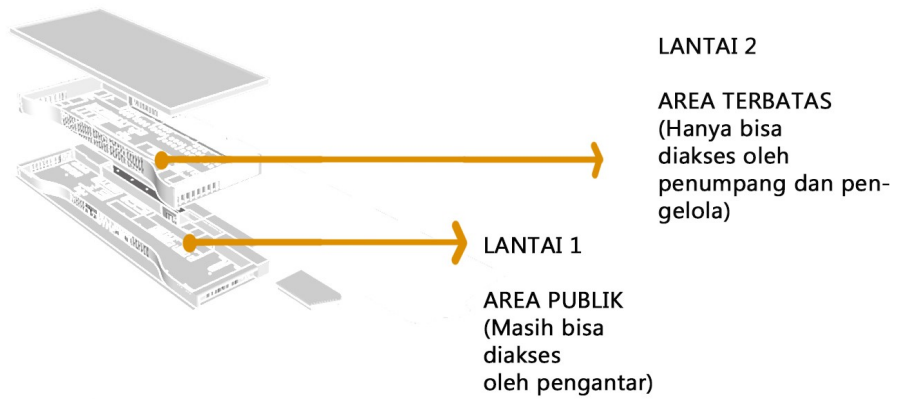 LANTAI 2
AREA TERBATAS
(Hanya bisa
diakses oleh
penumpang dan pen-
gelola)
LANTAI 1
AREA PUBLIK
(Masih bisa
diakses
oleh pengantar)